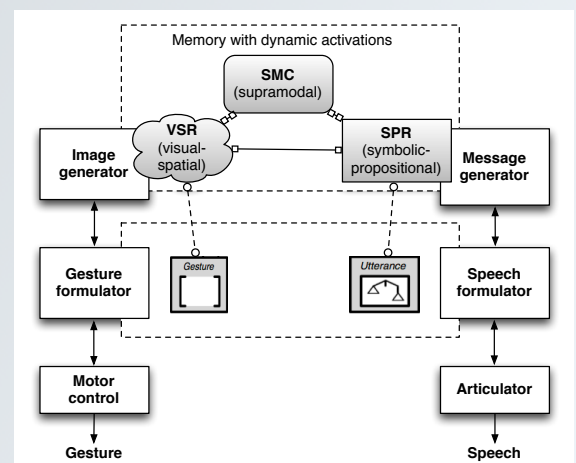 Memory with dynamic activations
SMC
(supramodal)
VSR
(visual-
spatial)
SPR
(symbolic-
propositional)
Image
generator
Message
generator
Gesture
formulator
Gesture
Utterance
Speech
formulator
Motor
control
Articulator
Gesture
Speech